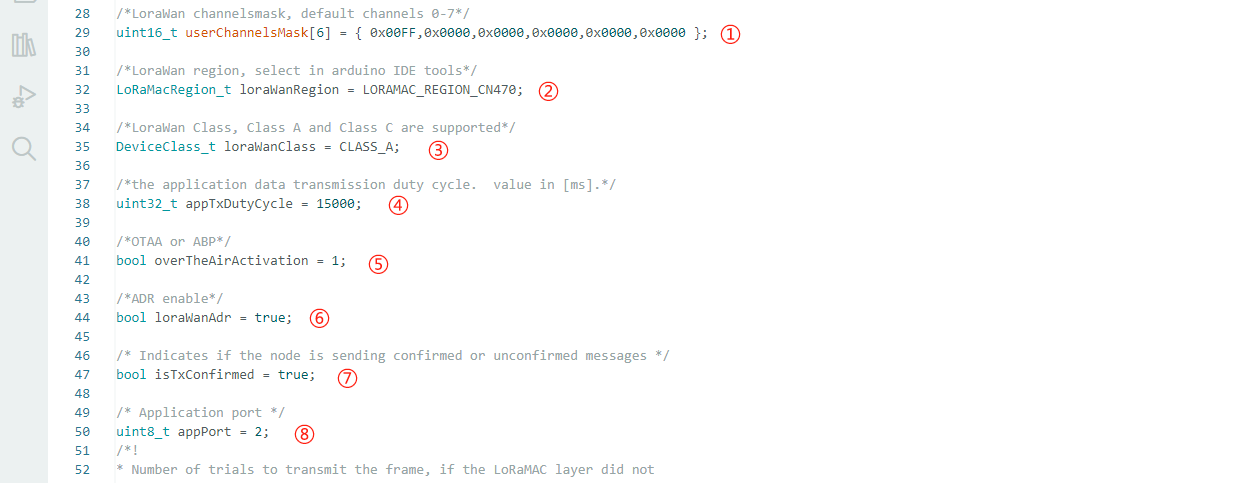 28 /*LoraWan channelsmask, default channels 0-7*/
29 uint16_t userChannelsMask[6] = { 0x00FF,0x0000,0x0000,0x0000,0x0000,0x0000 }; ①
30
31 /*LoraWan region, select in arduino IDE tools*/
32 LoRaMacRegion_t loraWanRegion = LORAMAC_REGION_CN470; ②
33
34 /*LoraWan Class, Class A and Class C are supported*/
35 DeviceClass_t loraWanClass = CLASS_A; ③
36
37 /*the application data transmission duty cycle.  value in [ms].*/
38 uint32_t appTxDutyCycle = 15000; ④
39
40 /*OTAA or ABP*/
41 bool overTheAirActivation = 1; ⑤
42
43 /*ADR enable*/
44 bool loraWanAdr = true; ⑥
45
46 /* Indicates if the node is sending confirmed or unconfirmed messages */
47 bool isTxConfirmed = true; ⑦
48
49 /* Application port */
50 uint8_t appPort = 2; ⑧
51 /*!
52 * Number of trials to transmit the frame, if the LoRaMAC layer did not